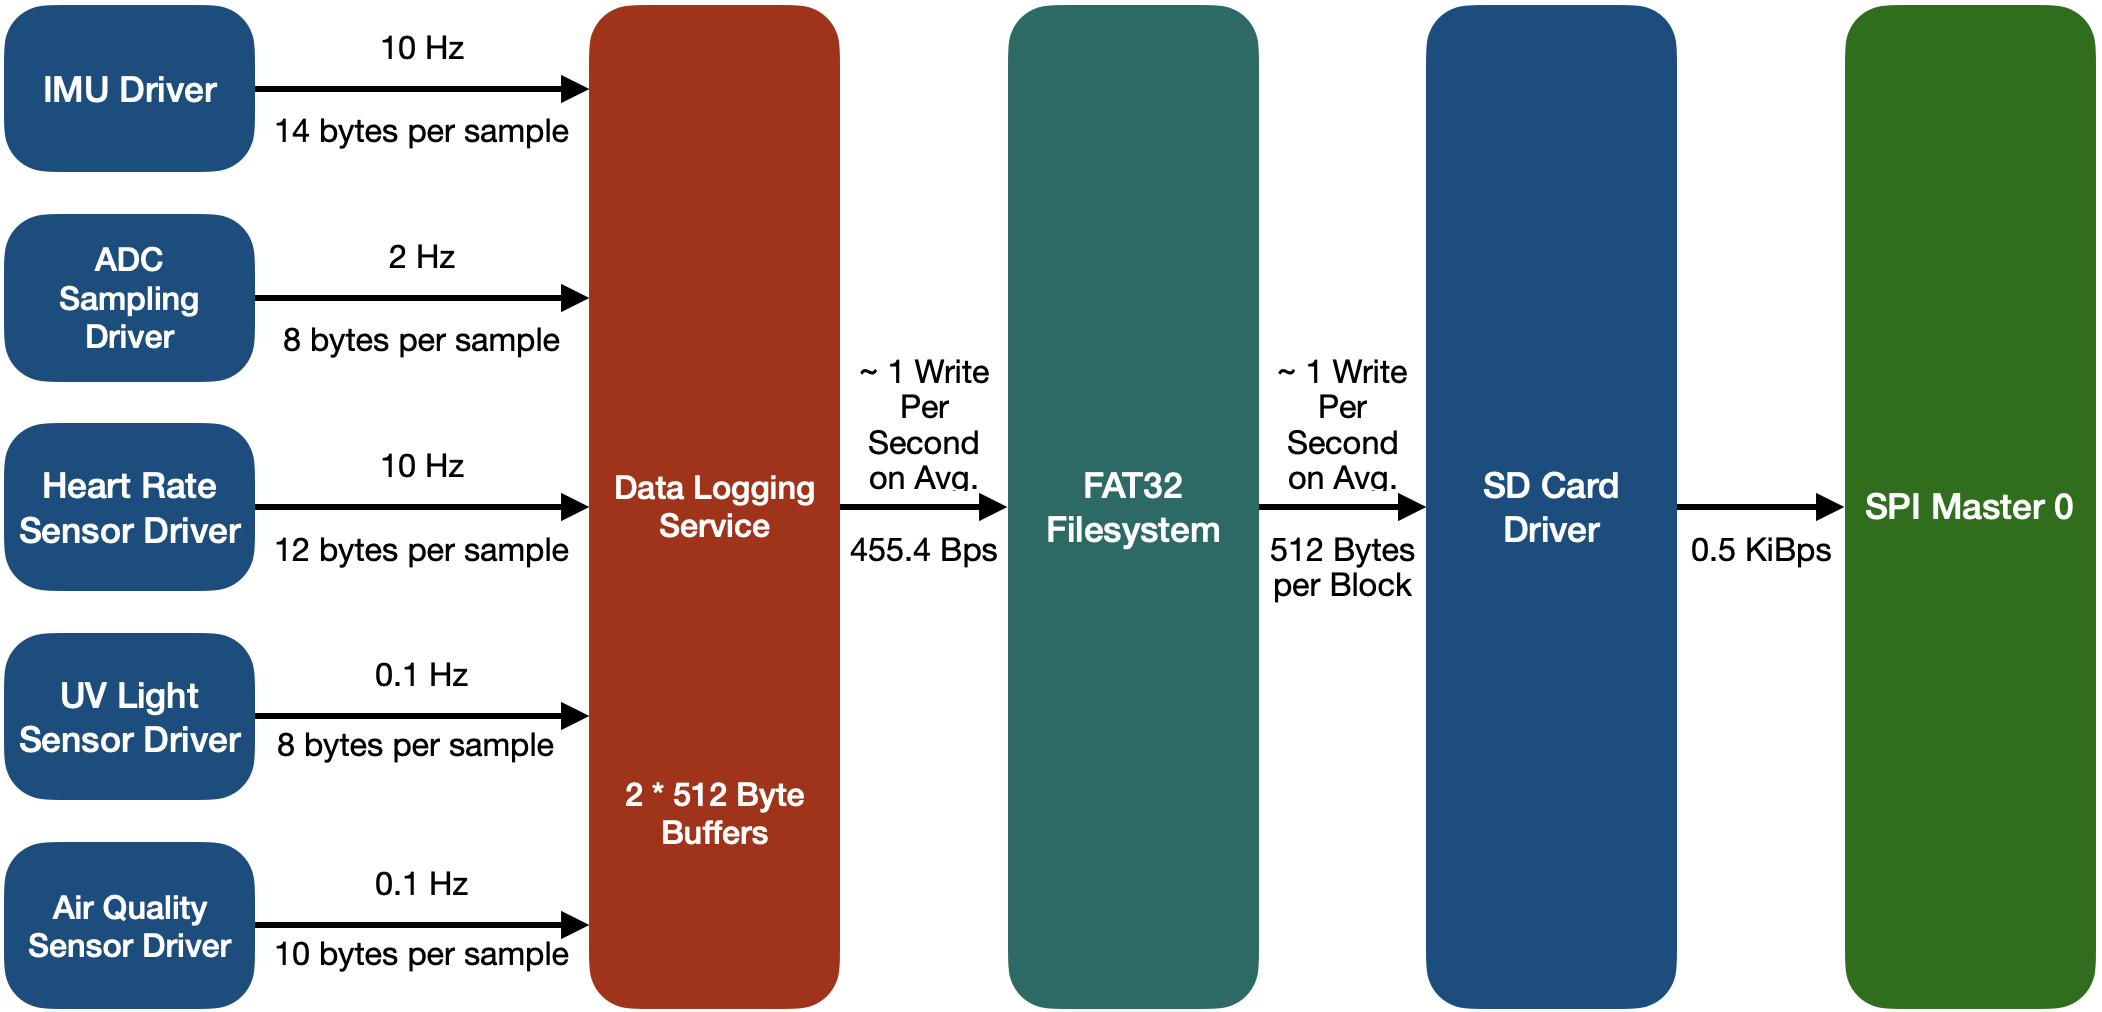 IMU Driver
10 Hz
14 bytes per sample
ADC
Sampling
Driver
2 Hz
8 bytes per sample
Heart Rate
Sensor Driver
10 Hz
12 bytes per sample
UV Light
Sensor Driver
0.1 Hz
8 bytes per sample
Air Quality
Sensor Driver
0.1 Hz
10 bytes per sample
Data Logging
Service
2 * 512 Byte
Buffers
~ 1 Write
Per
Second
on Avg.
455.4 Bps
FAT32
Filesystem
~ 1 Write
Per
Second
on Avg.
512 Bytes
per Block
SD Card
Driver
0.5 KiBps
SPI Master 0